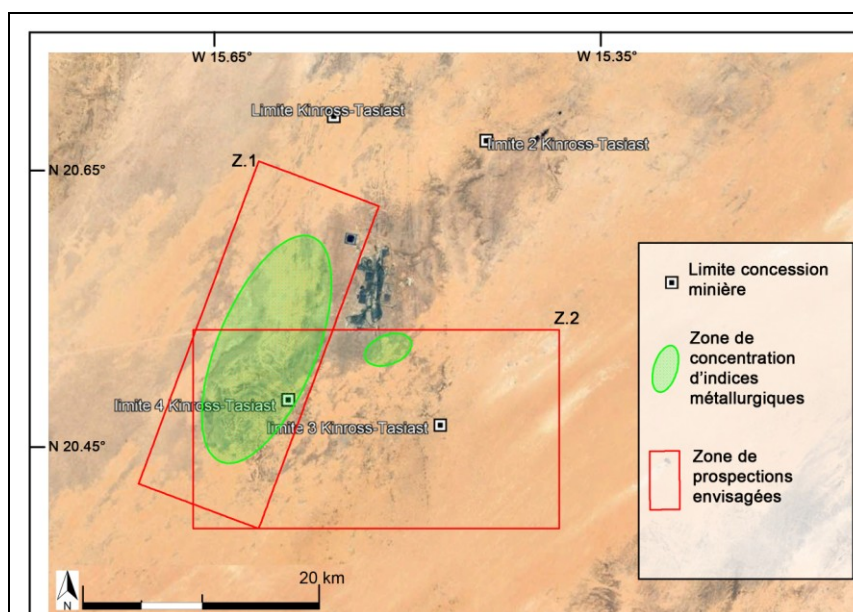 W 15.65°
W 15.35°
Limite Kinross-Tasiast
limite 2 Kinross-Tasiast
N 20.65°
Z.1
Limite concession
minière
Z.2
Zone de
concentration
d'indices
métallurgiques
limite 4 Kinross-Tasiast
limite 3 Kinross-Tasiast
N 20.45°
Zone de
prospections
envisagées
20 km
N